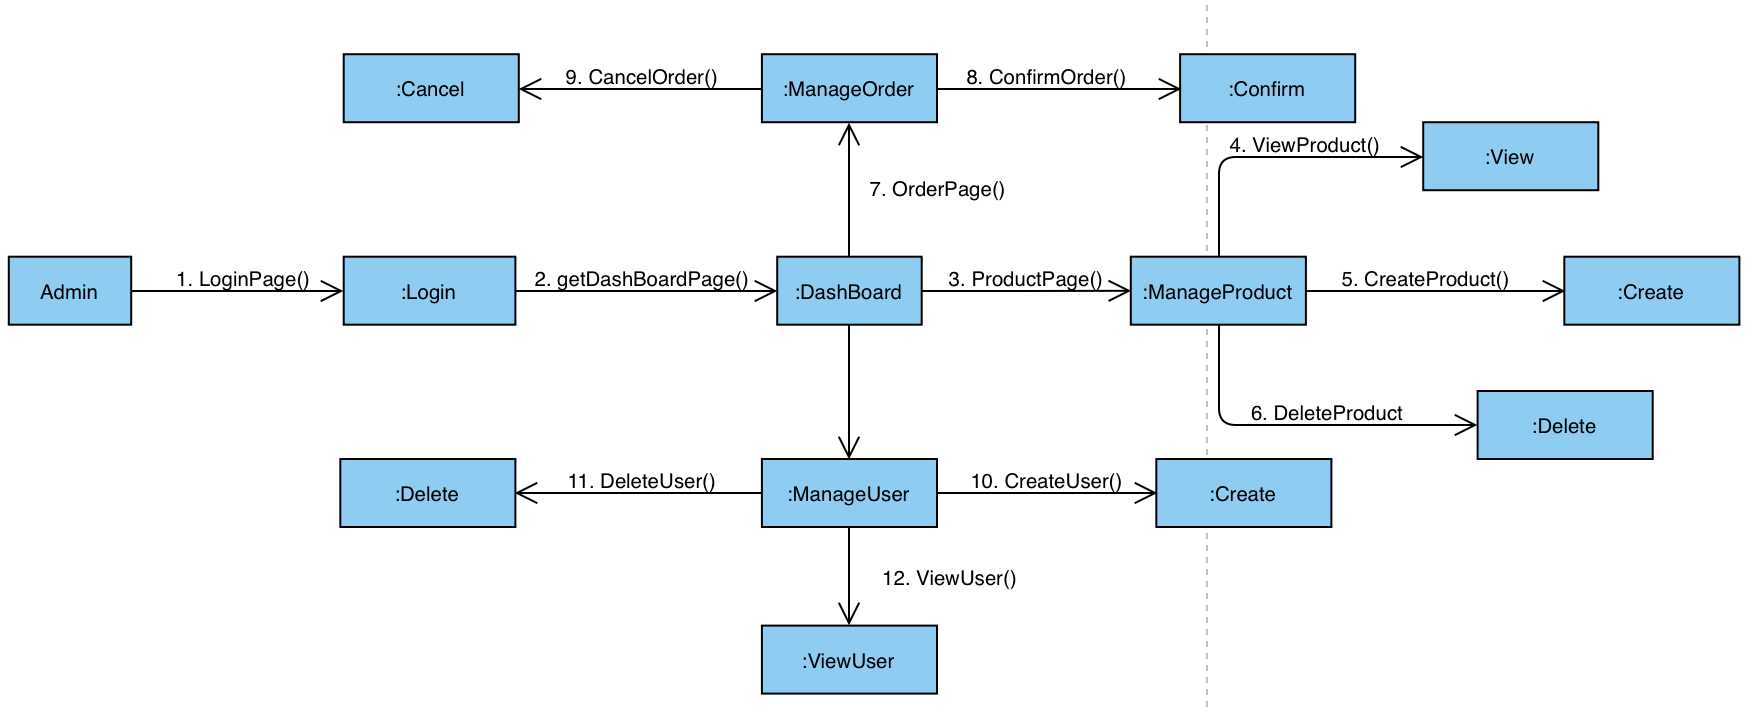 9. CancelOrder()
8. ConfirmOrder()
:Cancel
:ManageOrder
:Confirm
4. ViewProduct()
:View
7. OrderPage()
1. LoginPage()
2. getDashBoardPage()
3. ProductPage()
5. CreateProduct()
Admin
:Login
:DashBoard
:ManageProduct
:Create
6. DeleteProduct
:Delete
11. DeleteUser()
10. CreateUser()
:Delete
:ManageUser
:Create
12. ViewUser()
:ViewUser